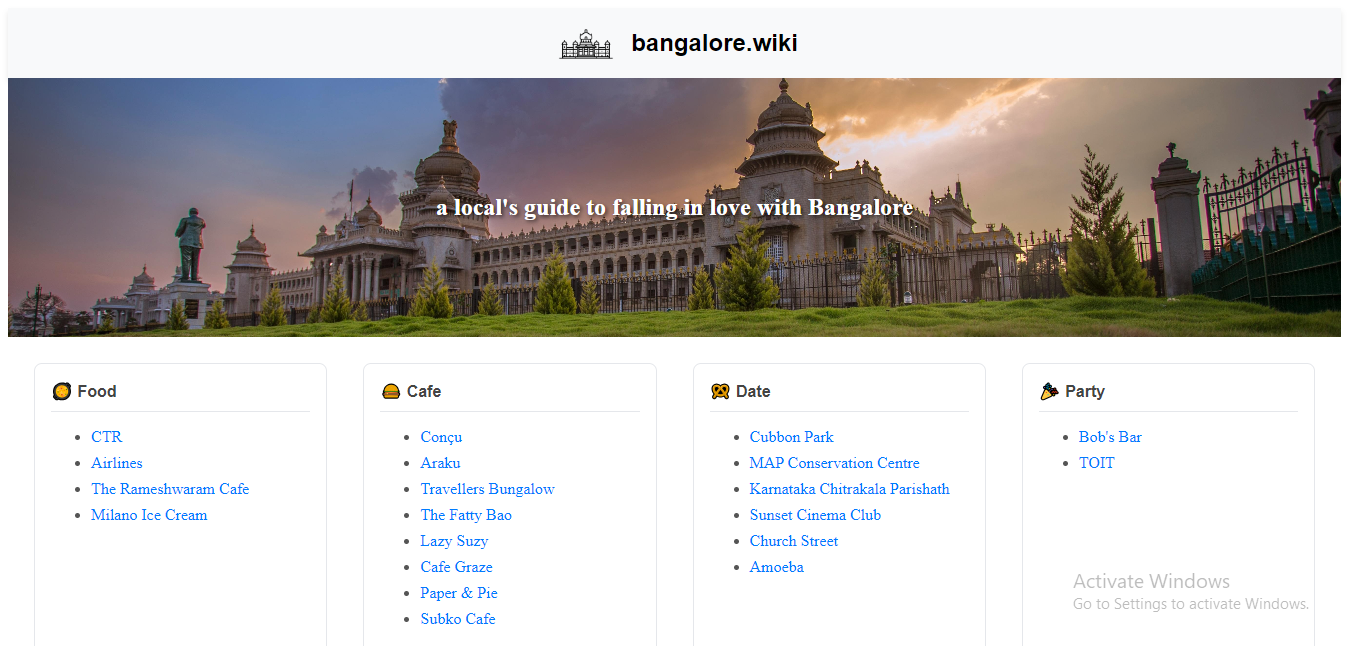 bangalore.wiki
a local's guide to falling in love with Bangalore
Food
CTR
Airlines
The Rameshwaram Cafe
Milano Ice Cream
Cafe
Conçu
Araku
Travellers Bungalow
The Fatty Bao
Lazy Suzy
Cafe Graze
Paper & Pie
Subko Cafe
Date
Cubbon Park
MAP Conservation Centre
Karnataka Chitrakala Parishath
Sunset Cinema Club
Church Street
Amoeba
Party
Bob's Bar
TOIT
Activate Windows
Go to Settings to activate Windows.